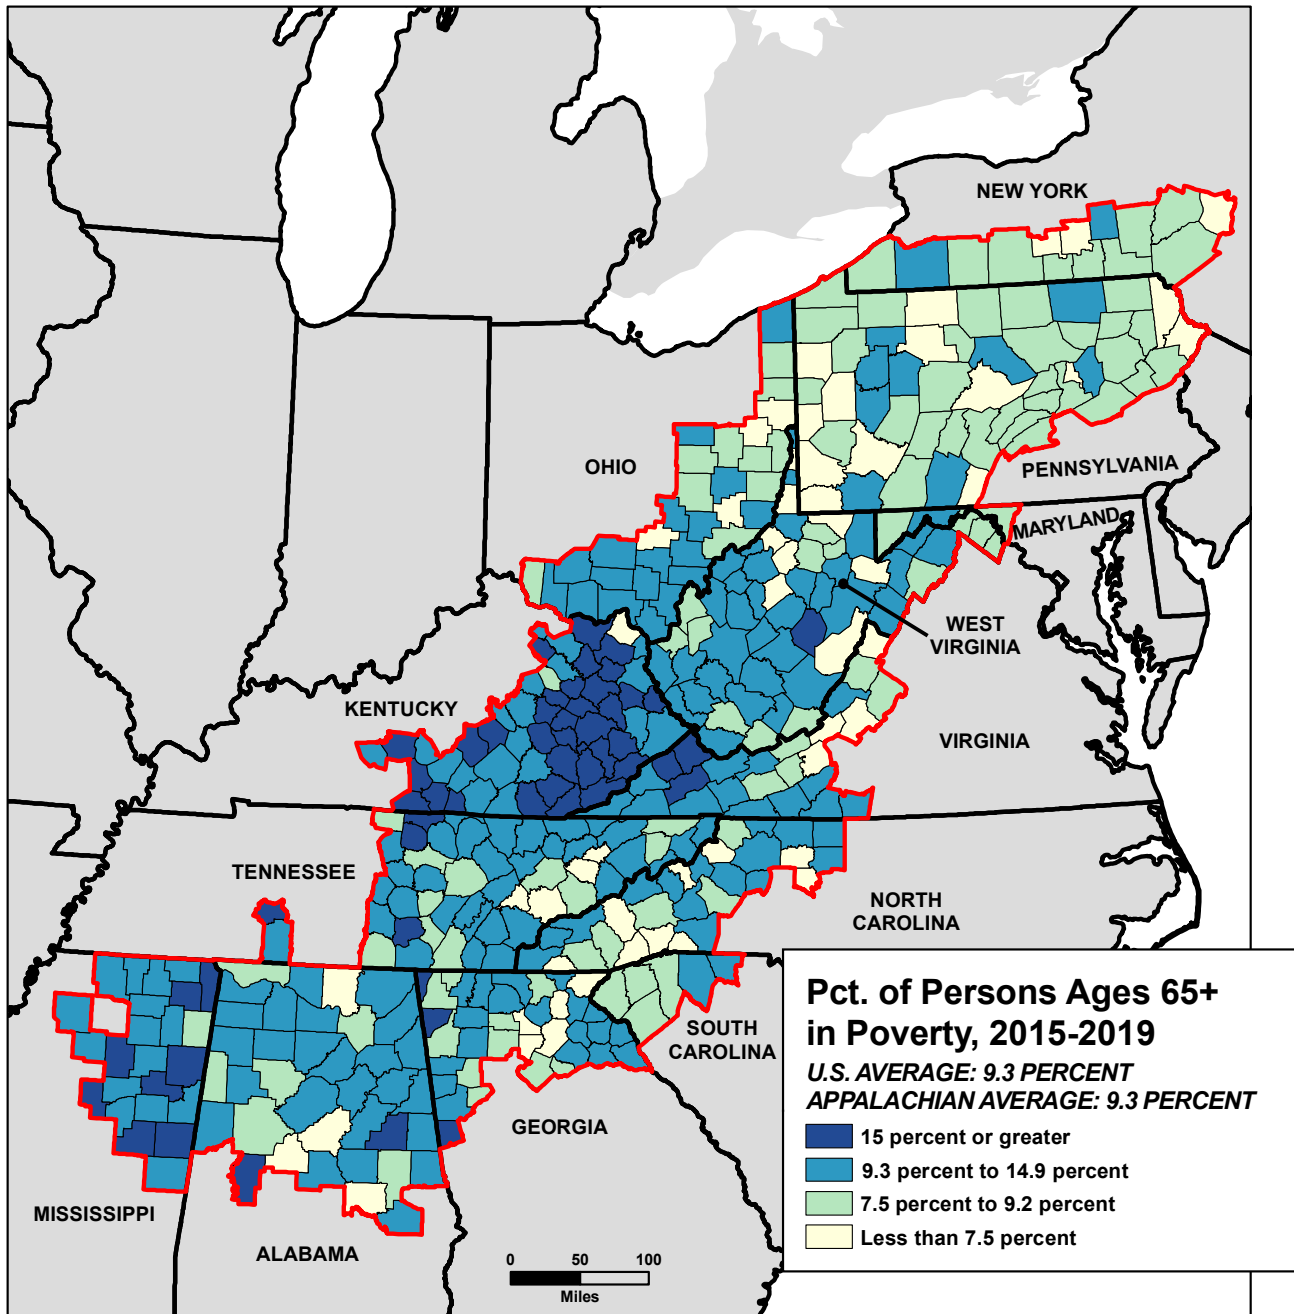 NEW YORK
OHIO
PENNSYLVANIA
MARYLAND
WEST
VIRGINIA
KENTUCKY
VIRGINIA
TENNESSEE
NORTH
CAROLINA
SOUTH
CAROLINA
GEORGIA
MISSISSIPPI
ALABAMA
Pct. of Persons Ages 65+
in Poverty, 2015-2019
U.S. AVERAGE: 9.3 PERCENT
APPALACHIAN AVERAGE: 9.3 PERCENT
15 percent or greater
9.3 percent to 14.9 percent
7.5 percent to 9.2 percent
Less than 7.5 percent
0 50 100
Miles